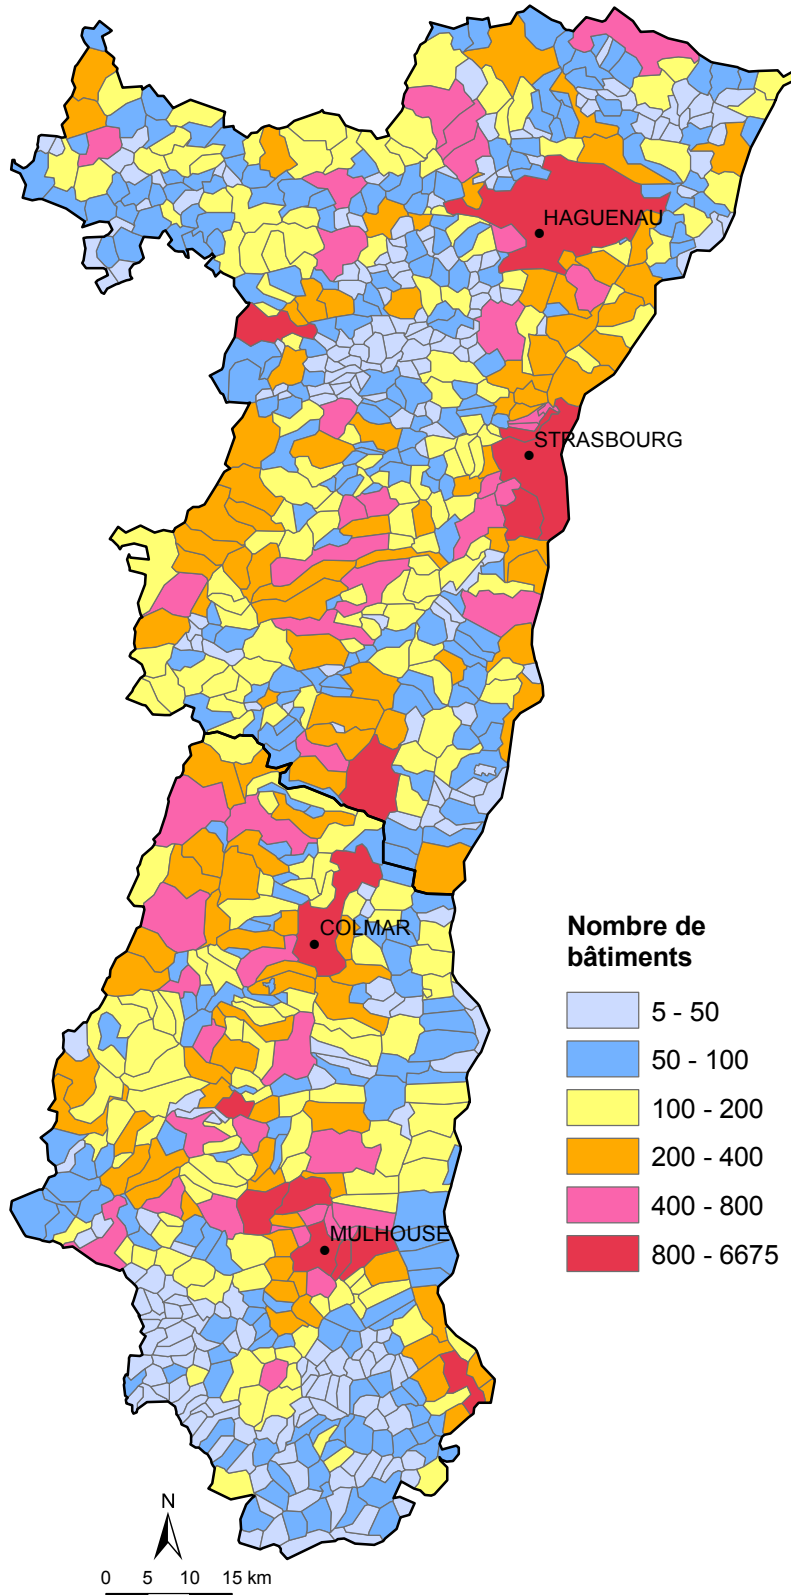 HAGUENAU
STRASBOURG
COLMAR
Nombre de
bâtiments
5 - 50
50 - 100
100 - 200
200 - 400
400 - 800
800 - 6675
MULHOUSE
N
0 5 10 15 km